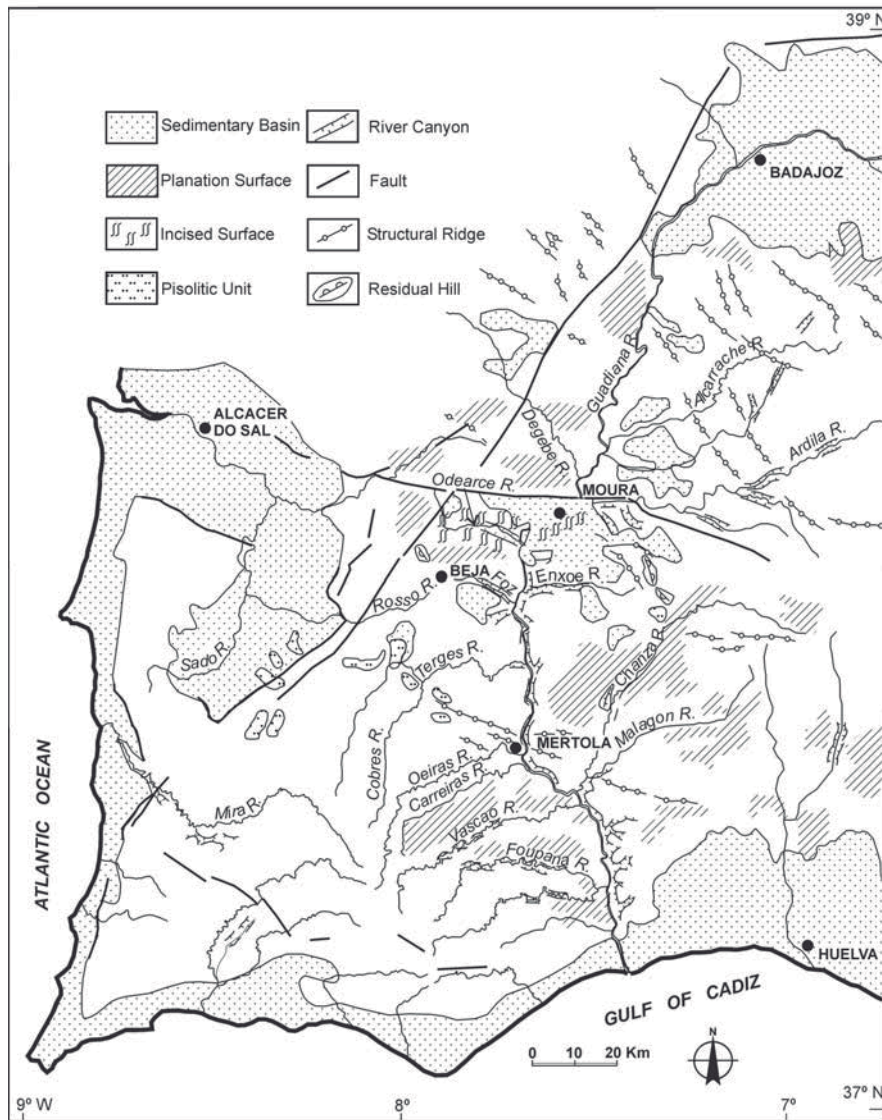 39º N
Sedimentary Basin
River Canyon
Planation Surface
Fault
Incised Surface
Structural Ridge
Pisolitic Unit
Residual Hill
BADAJOZ
Guadiana R.
Alcarrache R.
ALCACER
DO SAL
Degebe R.
Ardila R.
Odearce R.
MOURA
BEJA
Foz
Enxoe R.
Rosso R.
Sado R.
Terges R.
Chanza R.
MERTOLA
Malagon R.
Cobres R.
Oeiras R.
Carreiras R.
Mira R.
Vascao R.
Foupana R.
ATLANTIC OCEAN
HUELVA
GULF OF CADIZ
N
0 10 20 Km
9º W
8º
7º
37º N